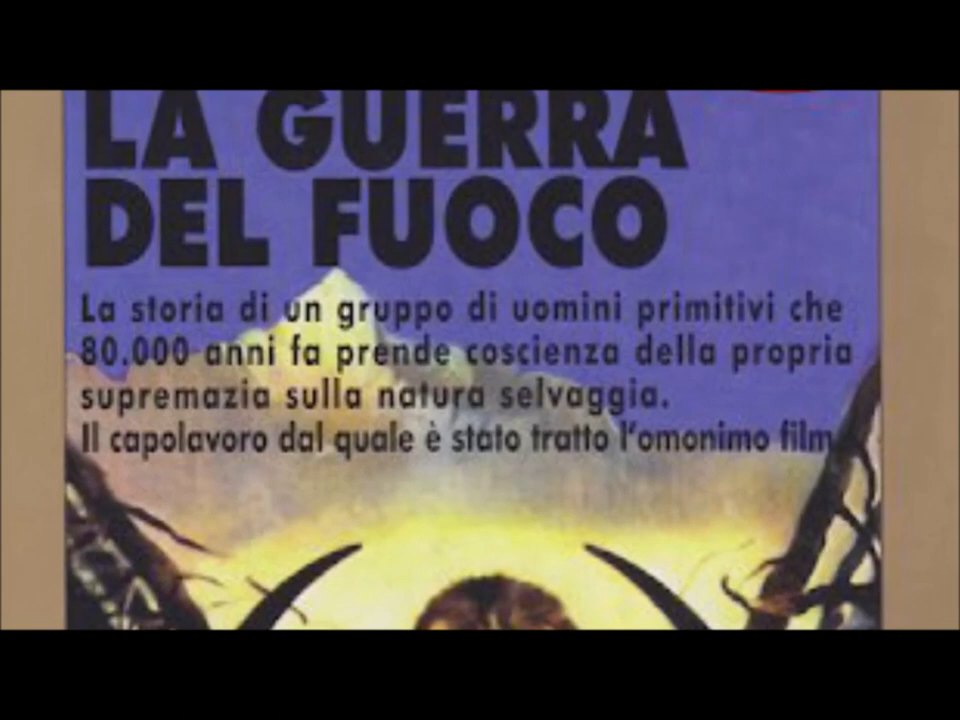 LA GUERRA
DEL FUOCO
La storia di un gruppo di uomini primitivi che
80.000 anni fa prende coscienza della propria
supremazia sulla natura selvaggia.
Il capolavoro dal quale è stato tratto l'omonimo film.